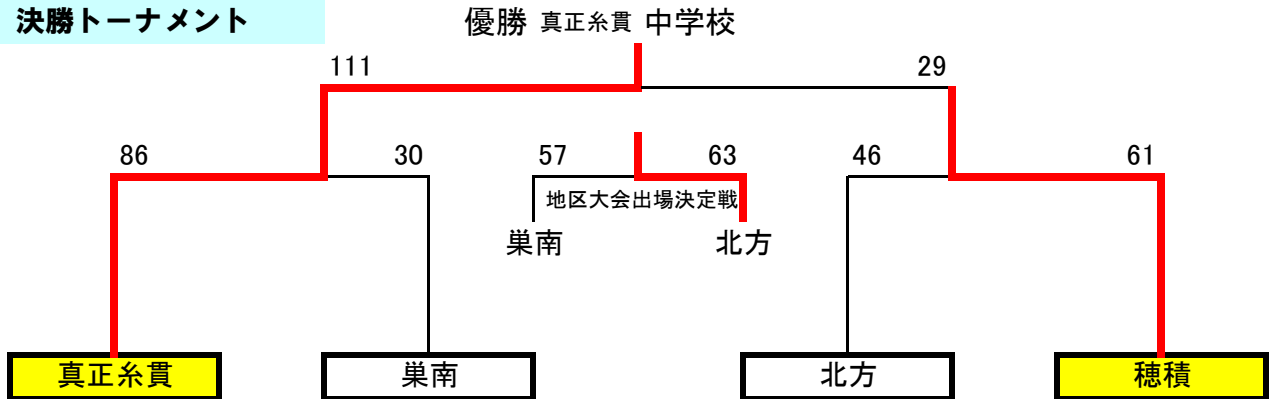 決勝トーナメント
優勝 真正糸貫 中学校
111 29
86 30 57 63 46 61
地区大会出場決定戦
巣南 北方
真正糸貫 巣南 北方 穂積